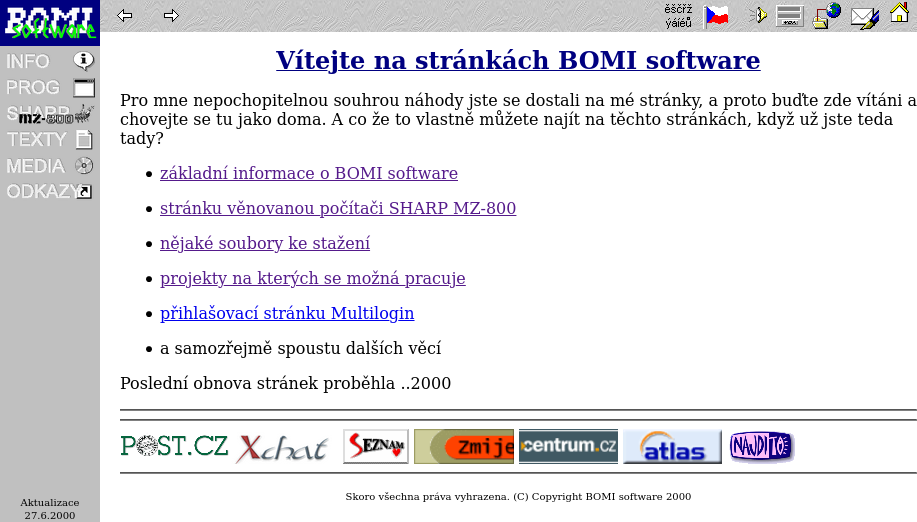 BOMI
software
ěščřž
ýáíéů
INFO
PROG
SHARP
mz-800
TEXTY
MEDIA
ODKAZY
Vítejte na stránkách BOMI software
Pro mne nepochopitelnou souhrou náhody jste se dostali na mé stránky, a proto buďte zde vítáni a
chovejte se tu jako doma. A co že to vlastně můžete najít na těchto stránkách, když už jste teda
tady?
základní informace o BOMI software
stránku věnovanou počítači SHARP MZ-800
nějaké soubory ke stažení
projekty na kterých se možná pracuje
přihlašovací stránku Multilogin
a samozřejmě spoustu dalších věcí
Poslední obnova stránek proběhla ..2000
POST.CZ Xchat SEZNAM Zmije centrum.cz atlas NAJDI TO
Skoro všechna práva vyhrazena. (C) Copyright BOMI software 2000
Aktualizace
27.6.2000